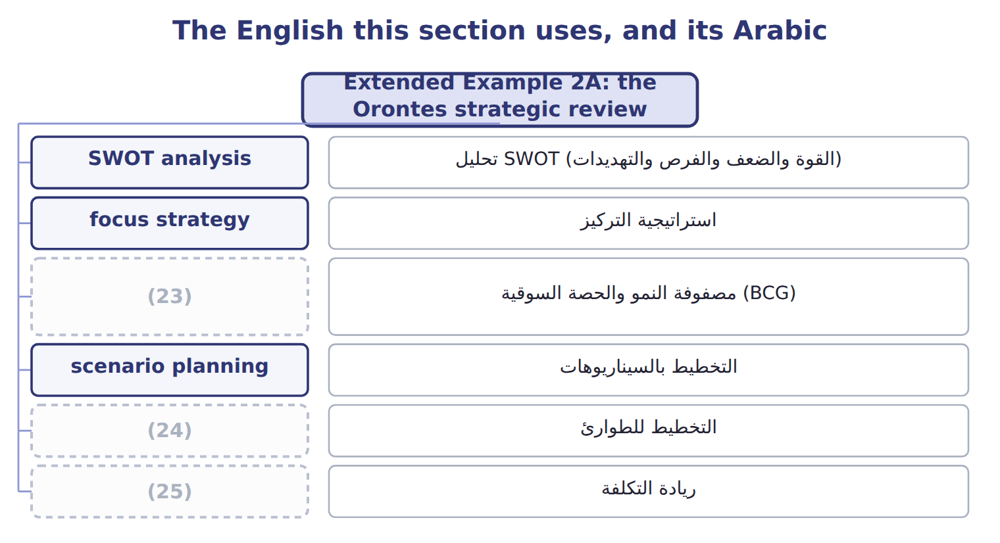 The English this section uses, and its Arabic
Extended Example 2A: the
Orontes strategic review
SWOT analysis
تحليل SWOT (القوة والضعف والفرص والتهديدات)
focus strategy
استراتيجية التركيز
(23)
مصفوفة النمو والحصة السوقية (BCG)
scenario planning
التخطيط بالسيناريوهات
(24)
التخطيط للطوارئ
(25)
ريادة التكلفة